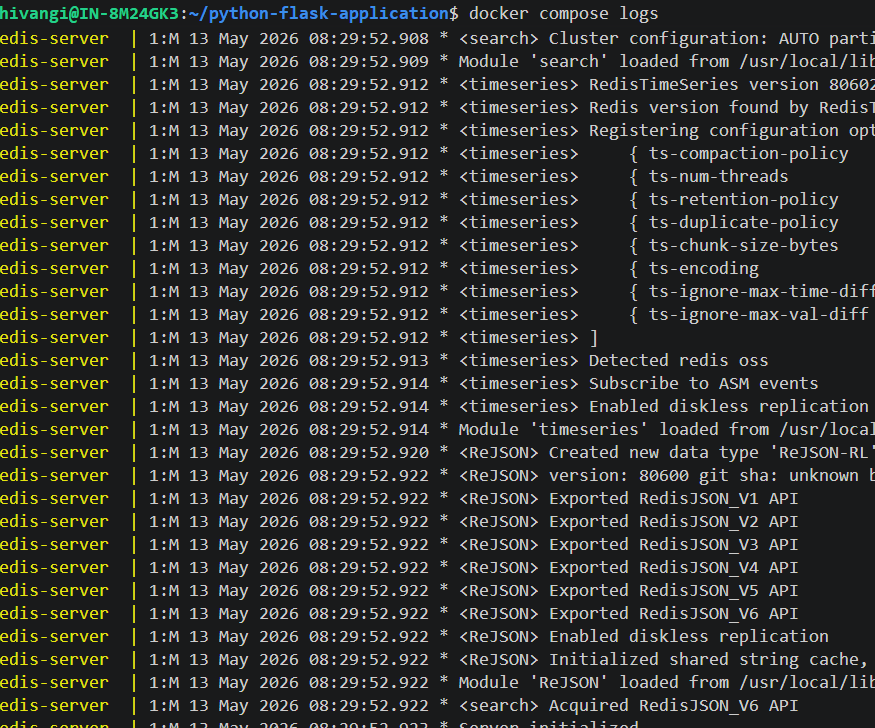 hivangi@IN-8M24GK3:~/python-flask-application$ docker compose logs
edis-server | 1:M 13 May 2026 08:29:52.908 * <search> Cluster configuration: AUTO parti
edis-server | 1:M 13 May 2026 08:29:52.909 * Module 'search' loaded from /usr/local/lib
edis-server | 1:M 13 May 2026 08:29:52.912 * <timeseries> RedisTimeSeries version 80602
edis-server | 1:M 13 May 2026 08:29:52.912 * <timeseries> Redis version found by RedisT
edis-server | 1:M 13 May 2026 08:29:52.912 * <timeseries> Registering configuration opt
edis-server | 1:M 13 May 2026 08:29:52.912 * <timeseries> { ts-compaction-policy
edis-server | 1:M 13 May 2026 08:29:52.912 * <timeseries> { ts-num-threads
edis-server | 1:M 13 May 2026 08:29:52.912 * <timeseries> { ts-retention-policy
edis-server | 1:M 13 May 2026 08:29:52.912 * <timeseries> { ts-duplicate-policy
edis-server | 1:M 13 May 2026 08:29:52.912 * <timeseries> { ts-chunk-size-bytes
edis-server | 1:M 13 May 2026 08:29:52.912 * <timeseries> { ts-encoding
edis-server | 1:M 13 May 2026 08:29:52.912 * <timeseries> { ts-ignore-max-time-diff
edis-server | 1:M 13 May 2026 08:29:52.912 * <timeseries> { ts-ignore-max-val-diff
edis-server | 1:M 13 May 2026 08:29:52.912 * <timeseries> ]
edis-server | 1:M 13 May 2026 08:29:52.913 * <timeseries> Detected redis oss
edis-server | 1:M 13 May 2026 08:29:52.914 * <timeseries> Subscribe to ASM events
edis-server | 1:M 13 May 2026 08:29:52.914 * <timeseries> Enabled diskless replication
edis-server | 1:M 13 May 2026 08:29:52.914 * Module 'timeseries' loaded from /usr/local
edis-server | 1:M 13 May 2026 08:29:52.920 * <ReJSON> Created new data type 'ReJSON-RL'
edis-server | 1:M 13 May 2026 08:29:52.922 * <ReJSON> version: 80600 git sha: unknown b
edis-server | 1:M 13 May 2026 08:29:52.922 * <ReJSON> Exported RedisJSON_V1 API
edis-server | 1:M 13 May 2026 08:29:52.922 * <ReJSON> Exported RedisJSON_V2 API
edis-server | 1:M 13 May 2026 08:29:52.922 * <ReJSON> Exported RedisJSON_V3 API
edis-server | 1:M 13 May 2026 08:29:52.922 * <ReJSON> Exported RedisJSON_V4 API
edis-server | 1:M 13 May 2026 08:29:52.922 * <ReJSON> Exported RedisJSON_V5 API
edis-server | 1:M 13 May 2026 08:29:52.922 * <ReJSON> Exported RedisJSON_V6 API
edis-server | 1:M 13 May 2026 08:29:52.922 * <ReJSON> Enabled diskless replication
edis-server | 1:M 13 May 2026 08:29:52.922 * <ReJSON> Initialized shared string cache,
edis-server | 1:M 13 May 2026 08:29:52.922 * Module 'ReJSON' loaded from /usr/local/lib
edis-server | 1:M 13 May 2026 08:29:52.922 * <search> Acquired RedisJSON_V6 API
edis-server | 1:M 13 May 2026 08:29:52.923 * Server initialized